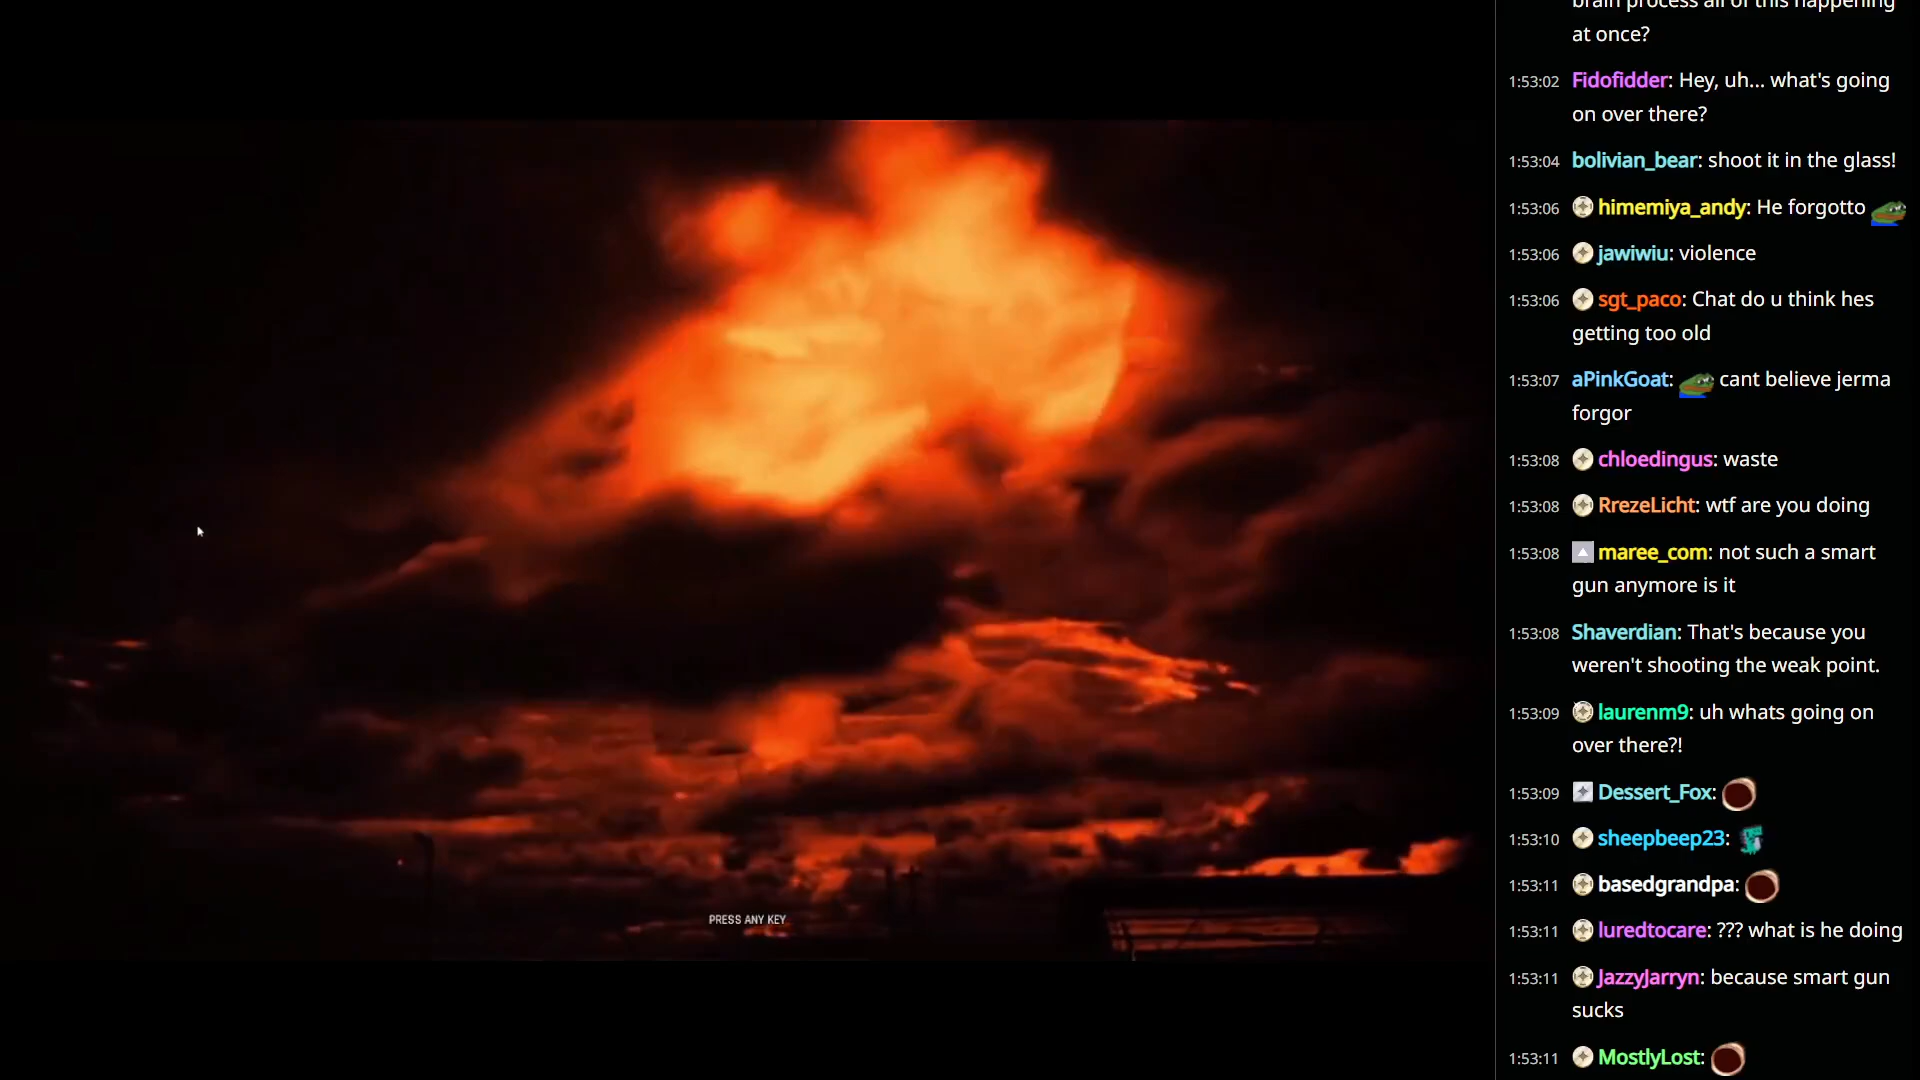 PRESS ANY KEY
brain process all of this happening
at once?
1:53:02 Fidofidder: Hey, uh... what's going
on over there?
1:53:04 bolivian_bear: shoot it in the glass!
1:53:06 himemiya_andy: He forgotto
1:53:06 jawiwiu: violence
1:53:06 sgt_paco: Chat do u think hes
getting too old
1:53:07 aPinkGoat: cant believe jerma
forgor
1:53:08 chloedingus: waste
1:53:08 RrezeLicht: wtf are you doing
1:53:08 maree_com: not such a smart
gun anymore is it
1:53:08 Shaverdian: That's because you
weren't shooting the weak point.
1:53:09 laurenm9: uh whats going on
over there?!
1:53:09 Dessert_Fox:
1:53:10 sheepbeep23:
1:53:11 basedgrandpa:
1:53:11 luredtocare: ??? what is he doing
1:53:11 JazzyJarryn: because smart gun
sucks
1:53:11 MostlyLost: